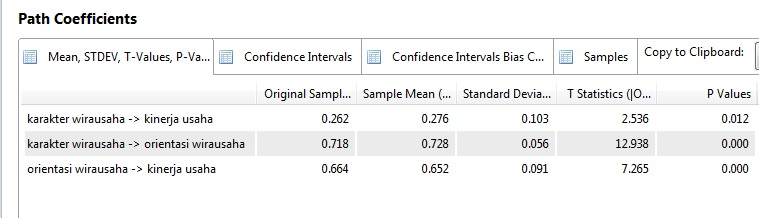 Path Coefficients
Mean, STDEV, T-Values, P-Va... Confidence Intervals Confidence Intervals Bias C... Samples Copy to Clipboard:
Original Sampl... Sample Mean (... Standard Devia... T Statistics (|O... P Values
karakter wirausaha -> kinerja usaha 0.262 0.276 0.103 2.536 0.012
karakter wirausaha -> orientasi wirausaha 0.718 0.728 0.056 12.938 0.000
orientasi wirausaha -> kinerja usaha 0.664 0.652 0.091 7.265 0.000